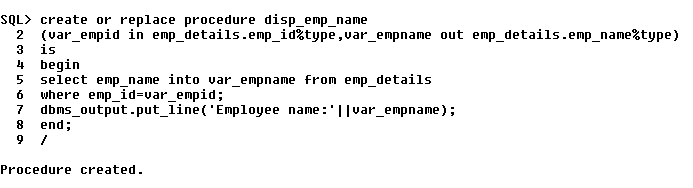 SQL> create or replace procedure disp_emp_name
2 (var_empid in emp_details.emp_id%type,var_empname out emp_details.emp_name%type)
3 is
4 begin
5 select emp_name into var_empname from emp_details
6 where emp_id=var_empid;
7 dbms_output.put_line('Employee name:'||var_empname);
8 end;
9 /
Procedure created.